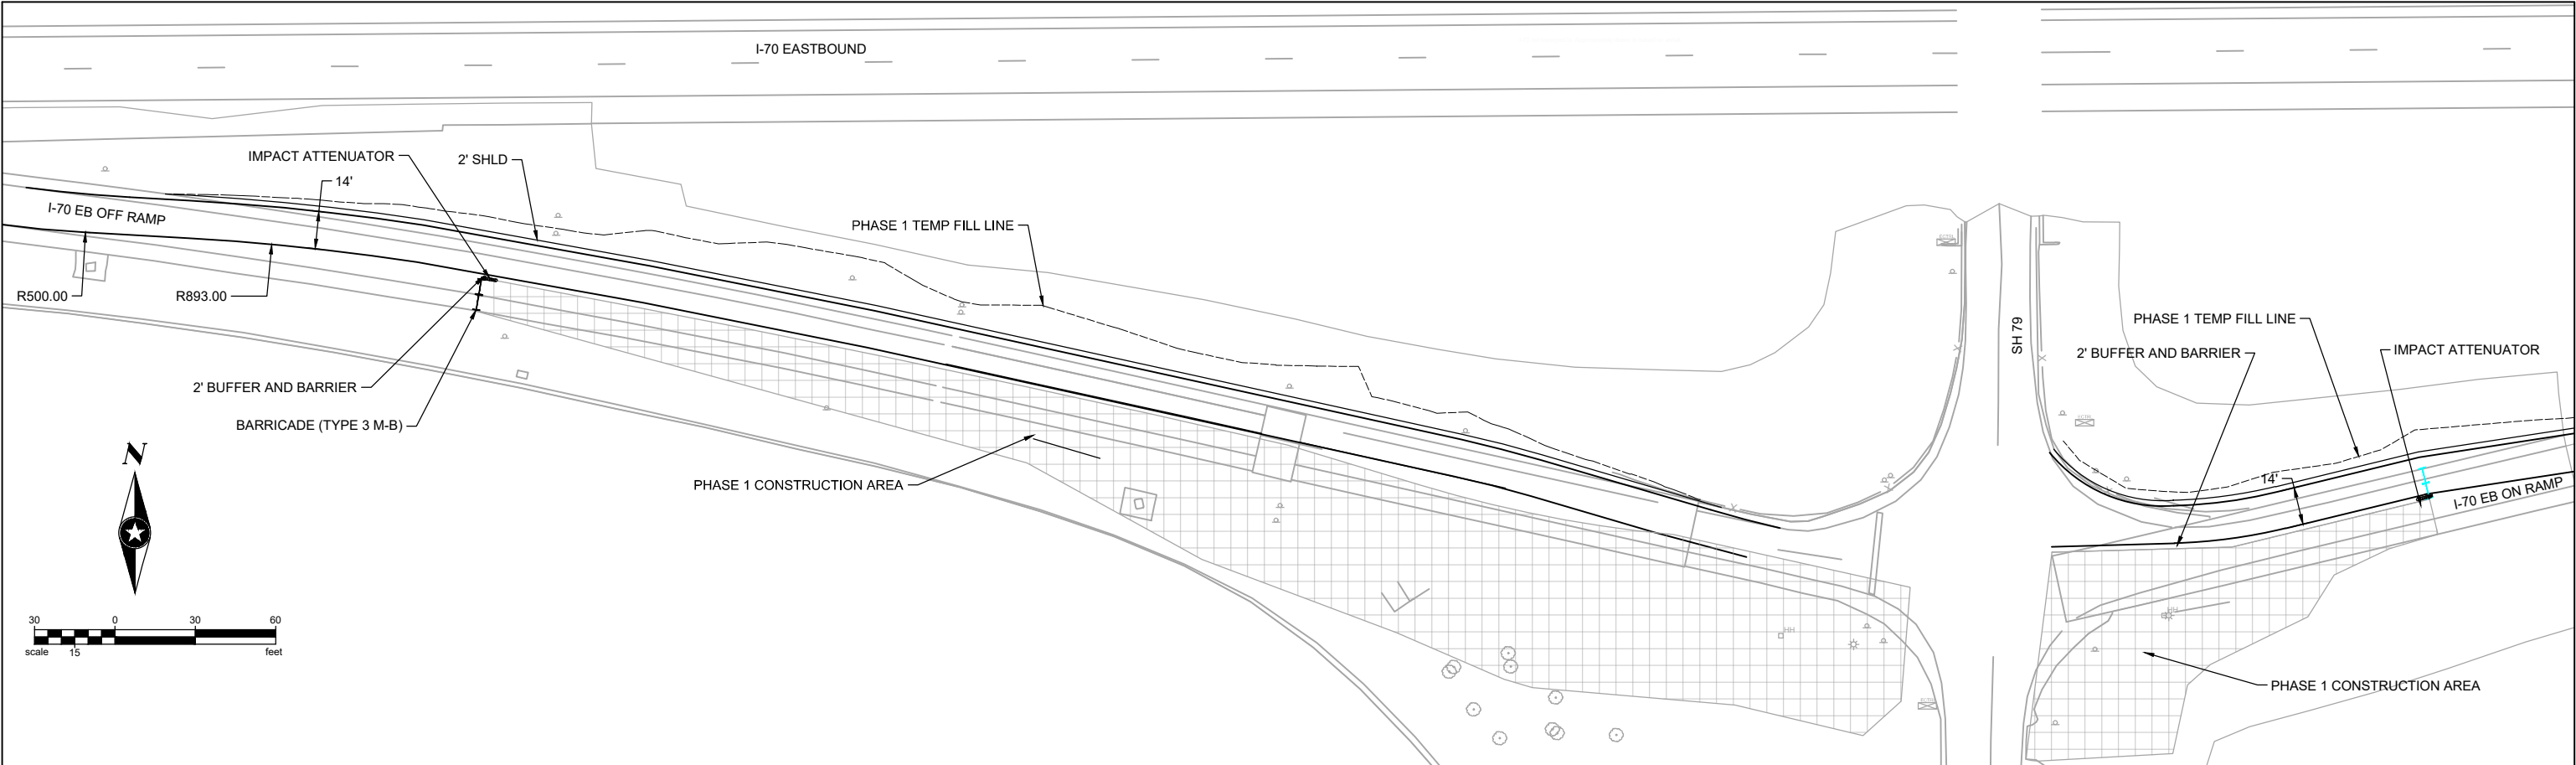 I-70 EASTBOUND
IMPACT ATTENUATOR
2' SHLD
14'
I-70 EB OFF RAMP
PHASE 1 TEMP FILL LINE
R500.00
R893.00
2' BUFFER AND BARRIER
BARRICADE (TYPE 3 M-B)
PHASE 1 CONSTRUCTION AREA
N
30 0 30 60
scale 15 feet
SH 79
PHASE 1 TEMP FILL LINE
2' BUFFER AND BARRIER
IMPACT ATTENUATOR
14'
I-70 EB ON RAMP
HH
HH
PHASE 1 CONSTRUCTION AREA